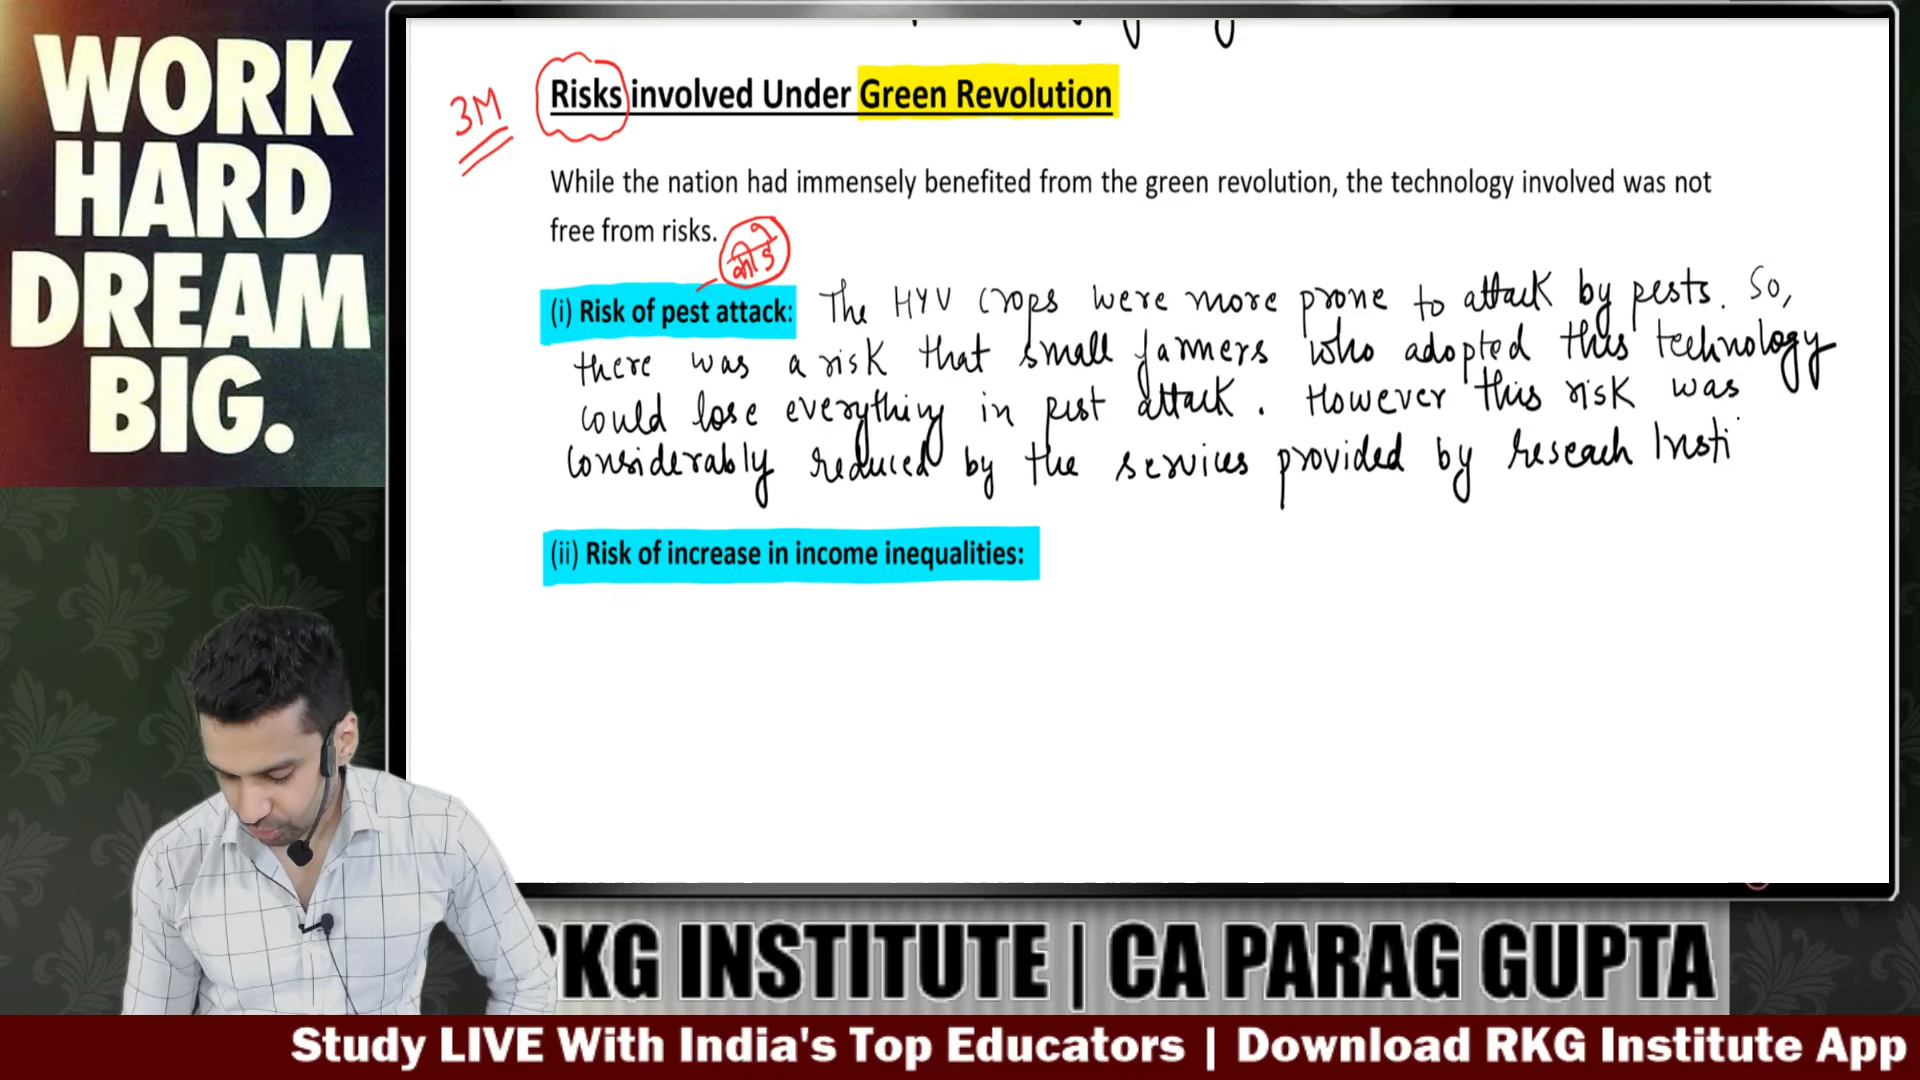 WORK
HARD
DREAM
BIG.
3M
Risks involved Under Green Revolution
While the nation had immensely benefited from the green revolution, the technology involved was not
free from risks.
कीड़े
(i) Risk of pest attack: The HYV crops were more prone to attack by pests. So,
there was a risk that small farmers who adopted this technology
could lose everything in pest attack. However this risk was
considerably reduced by the services provided by reseach Insti
(ii) Risk of increase in income inequalities:
RKG INSTITUTE | CA PARAG GUPTA
Study LIVE With India's Top Educators | Download RKG Institute App